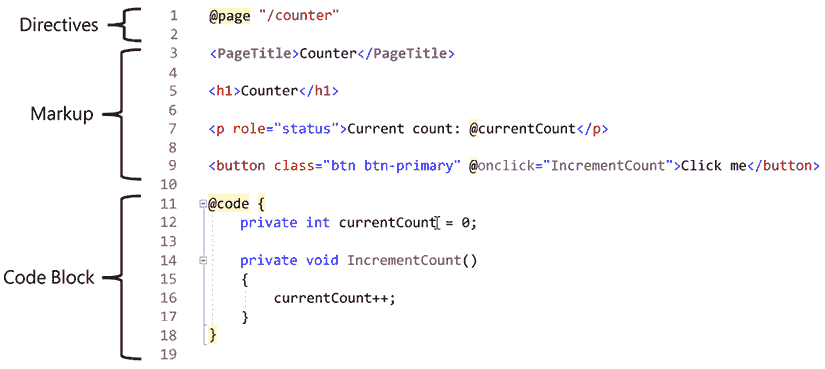 Directives
Markup
Code Block
1 @page "/counter"
2
3 <PageTitle>Counter</PageTitle>
4
5 <h1>Counter</h1>
6
7 <p role="status">Current count: @currentCount</p>
8
9 <button class="btn btn-primary" @onclick="IncrementCount">Click me</button>
10
11 @code {
12     private int currentCount = 0;
13
14     private void IncrementCount()
15     {
16         currentCount++;
17     }
18 }
19